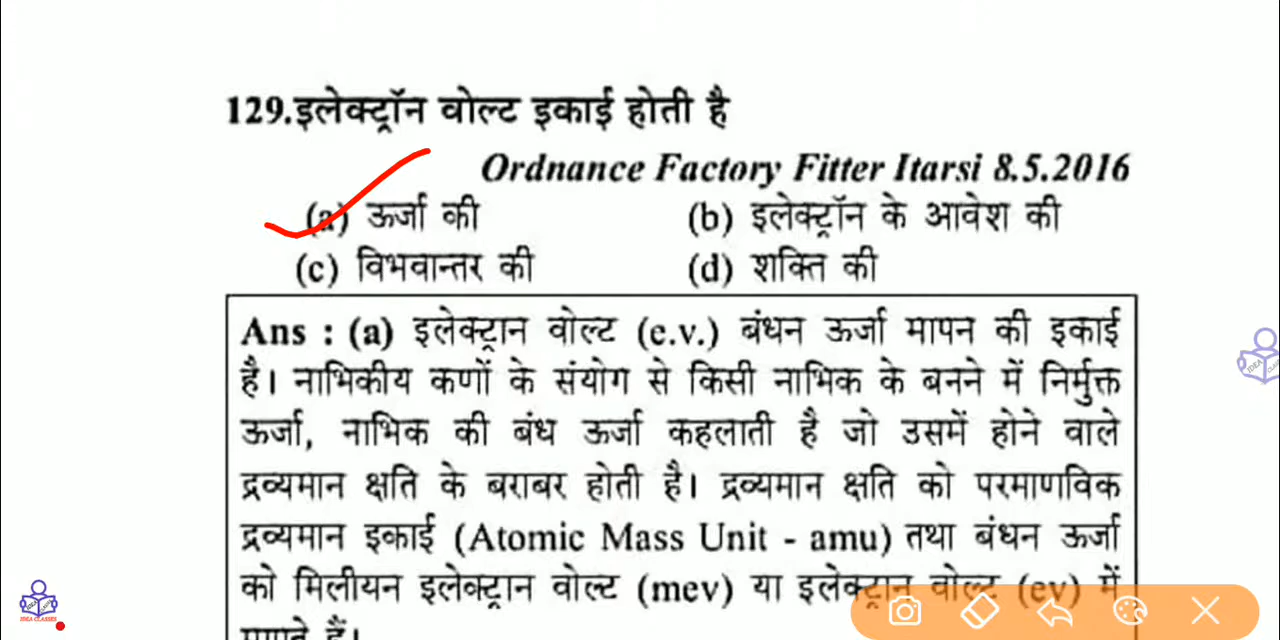 129.इलेक्ट्रॉन वोल्ट इकाई होती है
Ordnance Factory Fitter Itarsi 8.5.2016
(a) ऊर्जा की (b) इलेक्ट्रॉन के आवेश की
(c) विभवान्तर की (d) शक्ति की
Ans : (a) इलेक्ट्रान वोल्ट (e.v.) बंधन ऊर्जा मापन की इकाई
है। नाभिकीय कणों के संयोग से किसी नाभिक के बनने में निर्मुक्त
ऊर्जा, नाभिक की बंध ऊर्जा कहलाती है जो उसमें होने वाले
द्रव्यमान क्षति के बराबर होती है। द्रव्यमान क्षति को परमाणविक
द्रव्यमान इकाई (Atomic Mass Unit - amu) तथा बंधन ऊर्जा
को मिलीयन इलेक्ट्रान वोल्ट (mev) या इलेक्ट्रान वोल्ट (ev) में
हैं।
IDEA CLASSES